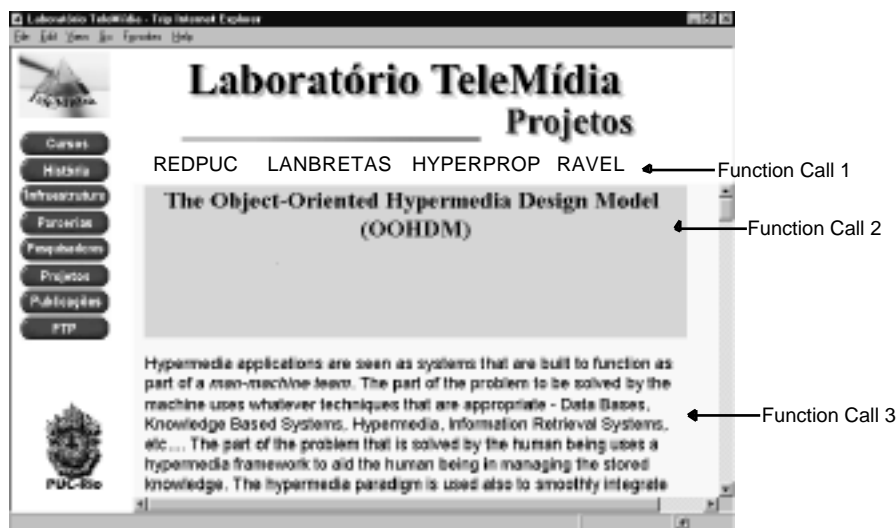 Laboratório TeleMídia - Trip Internet Explorer
File Edit View Go Favorites Help
TeleMídia
Laboratório TeleMídia
Projetos
Cursos
História
Infraestrutura
Parcerias
Pesquisadores
Projetos
Publicações
FTP
PUC-Rio
REDPUC LANBRETAS HYPERPROP RAVEL
Function Call 1
The Object-Oriented Hypermedia Design Model
(OOHDM)
Function Call 2
Hypermedia applications are seen as systems that are built to function as
part of a man-machine team. The part of the problem to be solved by the
machine uses whatever techniques that are appropriate - Data Bases,
Knowledge Based Systems, Hypermedia, Information Retrieval Systems,
etc.... The part of the problem that is solved by the human being uses a
hypermedia framework to aid the human being in managing the stored
knowledge. The hypermedia paradigm is used also to smoothly integrate
Function Call 3